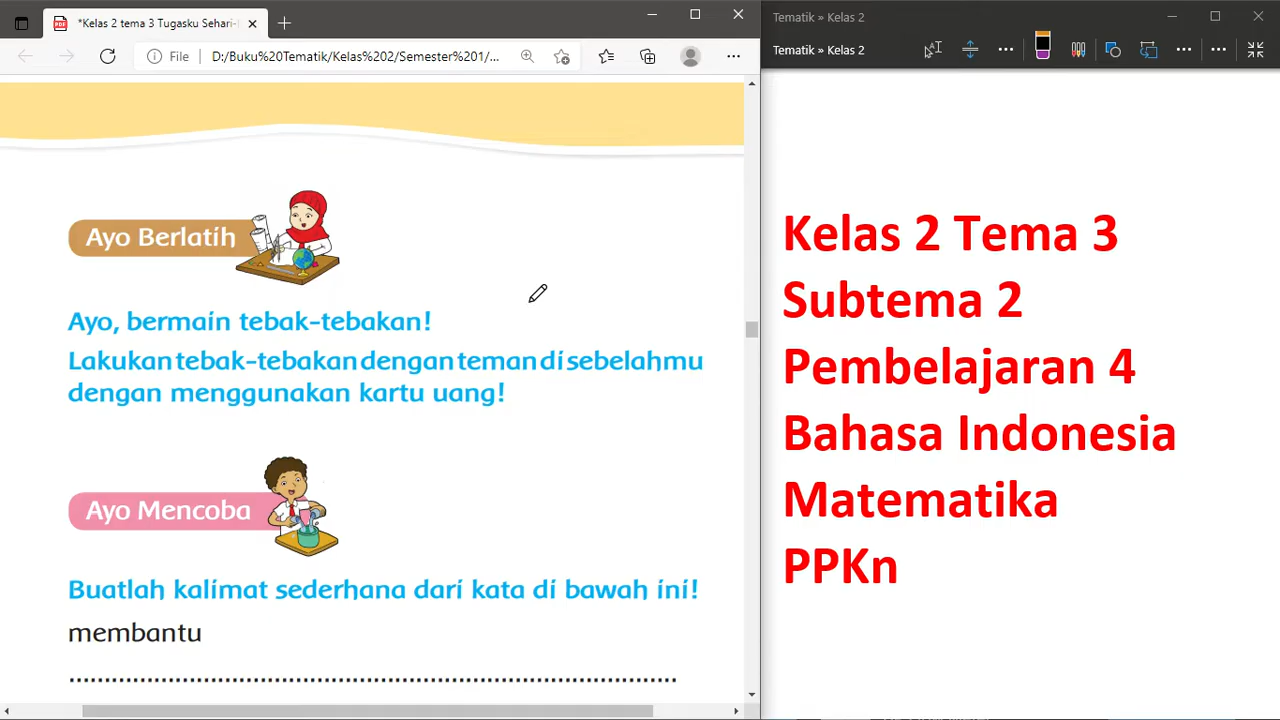 *Kelas 2 tema 3 Tugasku Sehari-
File
D:/Buku%20Tematik/Kelas%202/Semester%201/...
Ayo Berlatih
Ayo, bermain tebak-tebakan!
Lakukan tebak-tebakan dengan teman di sebelahmu
dengan menggunakan kartu uang!
Ayo Mencoba
Buatlah kalimat sederhana dari kata di bawah ini!
membantu
................................................................................
Tematik » Kelas 2
Tematik » Kelas 2
Kelas 2 Tema 3
Subtema 2
Pembelajaran 4
Bahasa Indonesia
Matematika
PPKn